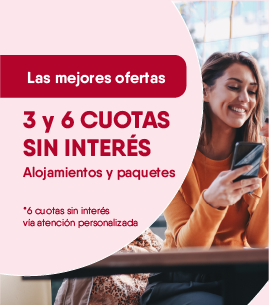 Las mejores ofertas
3 y 6 CUOTAS
SIN INTERÉS
Alojamientos y paquetes
*6 cuotas sin interés
vía atención personalizada